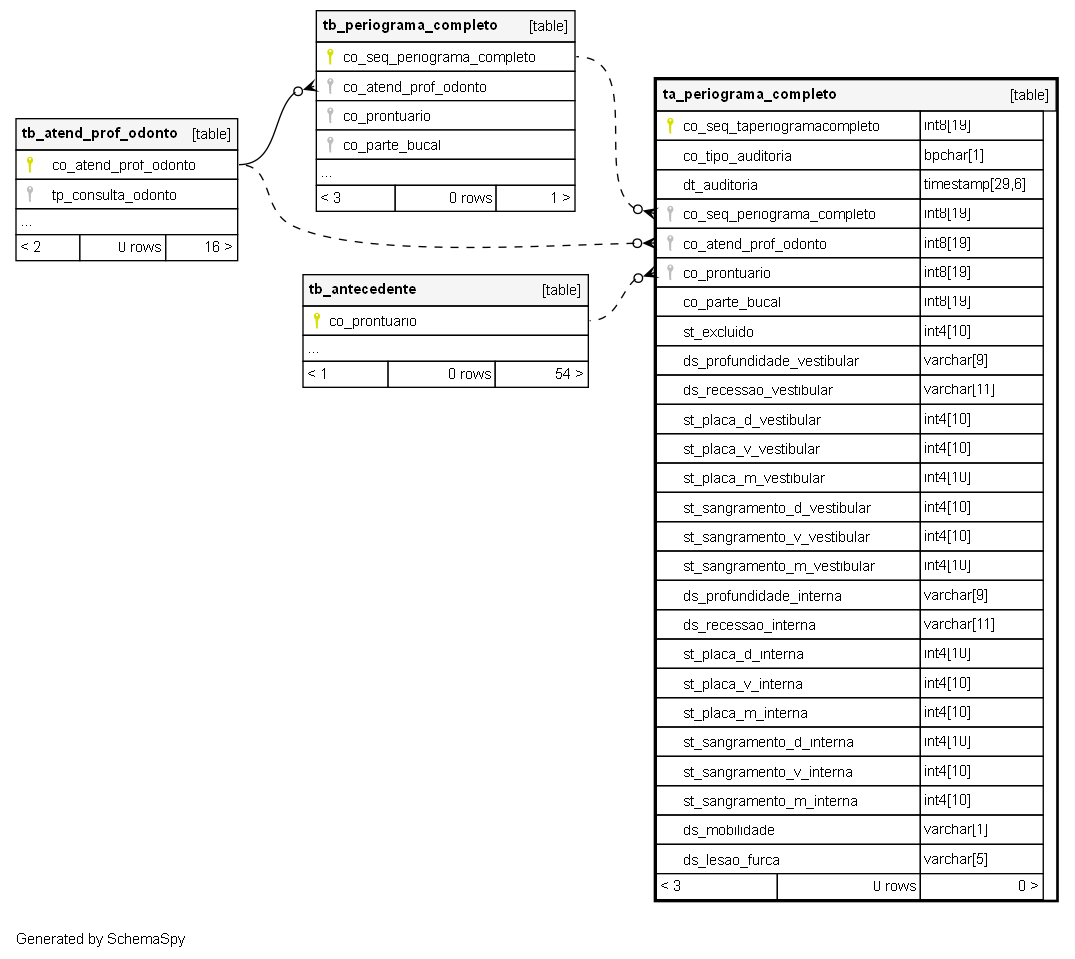 tb_periograma_completo [table]
co_seq_periograma_completo
co_atend_prof_odonto
co_prontuario
co_parte_bucal
...
< 3 0 rows 1 >
tb_atend_prof_odonto [table]
co_atend_prof_odonto
tp_consulta_odonto
...
< 2 0 rows 16 >
tb_antecedente [table]
co_prontuario
...
< 1 0 rows 54 >
ta_periograma_completo [table]
co_seq_taperiogramacompleto int8[19]
co_tipo_auditoria bpchar[1]
dt_auditoria timestamp[29,6]
co_seq_periograma_completo int8[19]
co_atend_prof_odonto int8[19]
co_prontuario int8[19]
co_parte_bucal int8[19]
st_excluido int4[10]
ds_profundidade_vestibular varchar[9]
ds_recessao_vestibular varchar[11]
st_placa_d_vestibular int4[10]
st_placa_v_vestibular int4[10]
st_placa_m_vestibular int4[10]
st_sangramento_d_vestibular int4[10]
st_sangramento_v_vestibular int4[10]
st_sangramento_m_vestibular int4[10]
ds_profundidade_interna varchar[9]
ds_recessao_interna varchar[11]
st_placa_d_interna int4[10]
st_placa_v_interna int4[10]
st_placa_m_interna int4[10]
st_sangramento_d_interna int4[10]
st_sangramento_v_interna int4[10]
st_sangramento_m_interna int4[10]
ds_mobilidade varchar[1]
ds_lesao_furca varchar[5]
< 3 0 rows 0 >
Generated by SchemaSpy